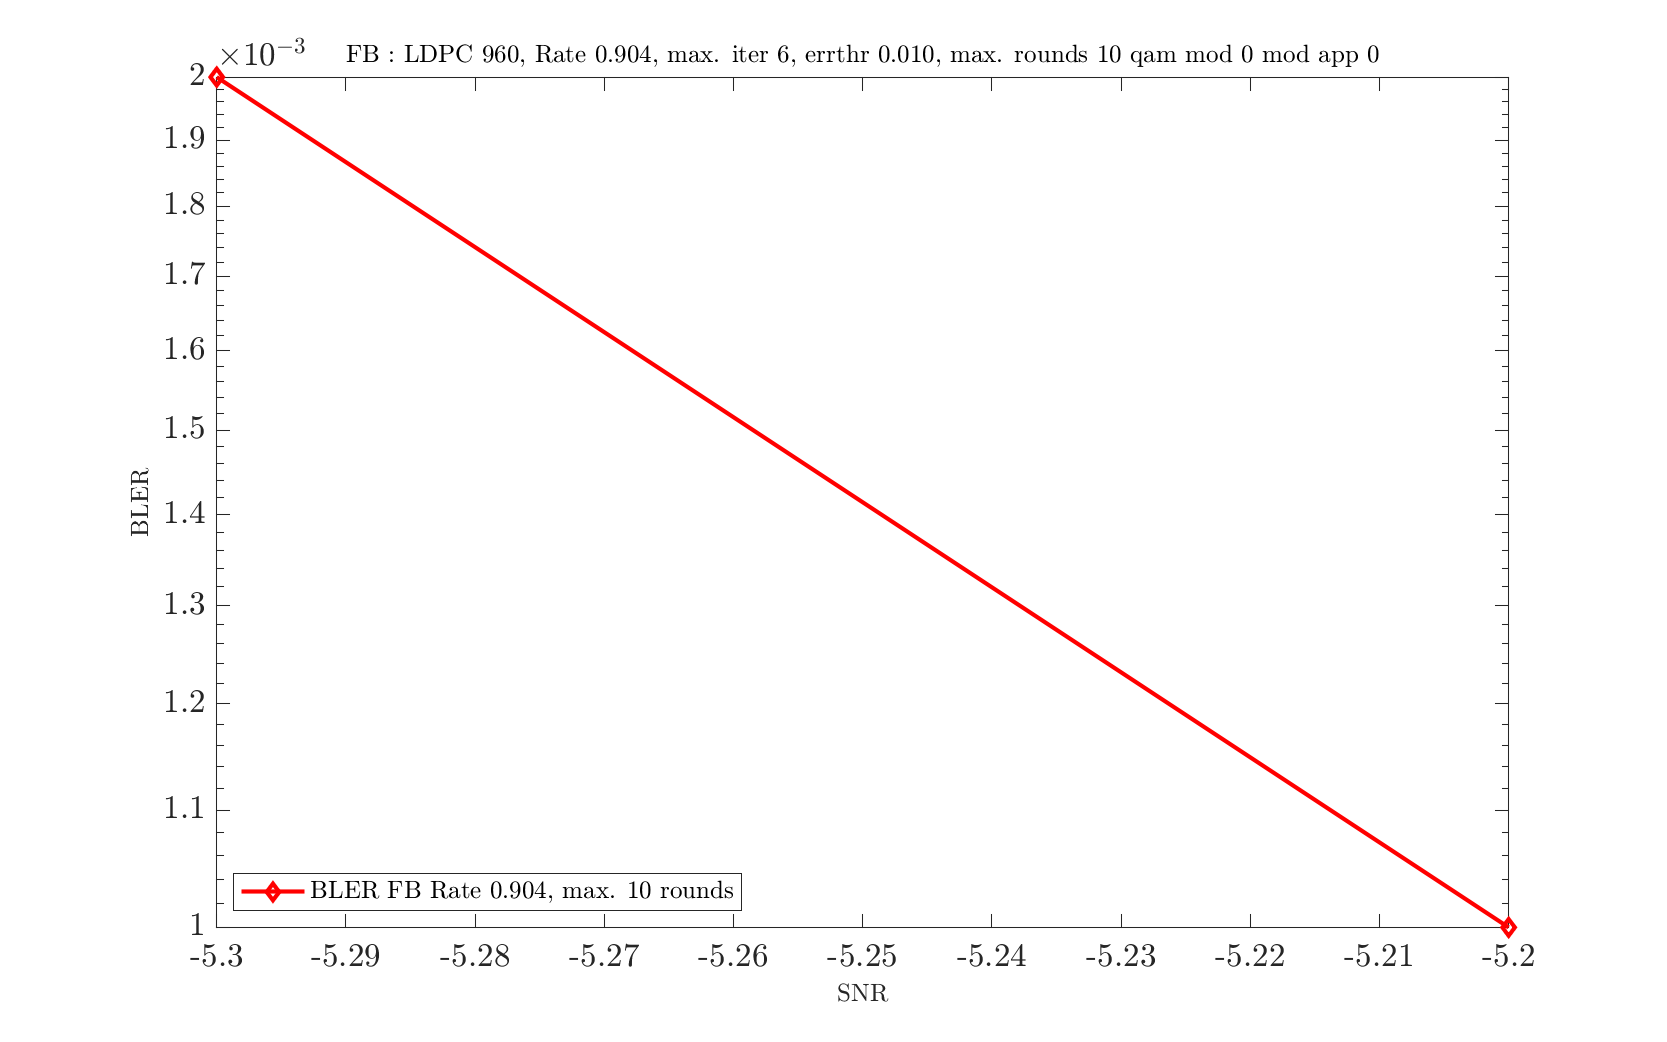 ×10−3
FB : LDPC 960, Rate 0.904, max. iter 6, errthr 0.010, max. rounds 10 qam mod 0 mod app 0
2
1.9
1.8
1.7
1.6
1.5
1.4
1.3
1.2
1.1
1
BLER
BLER FB Rate 0.904, max. 10 rounds
-5.3 -5.29 -5.28 -5.27 -5.26 -5.25 -5.24 -5.23 -5.22 -5.21 -5.2
SNR